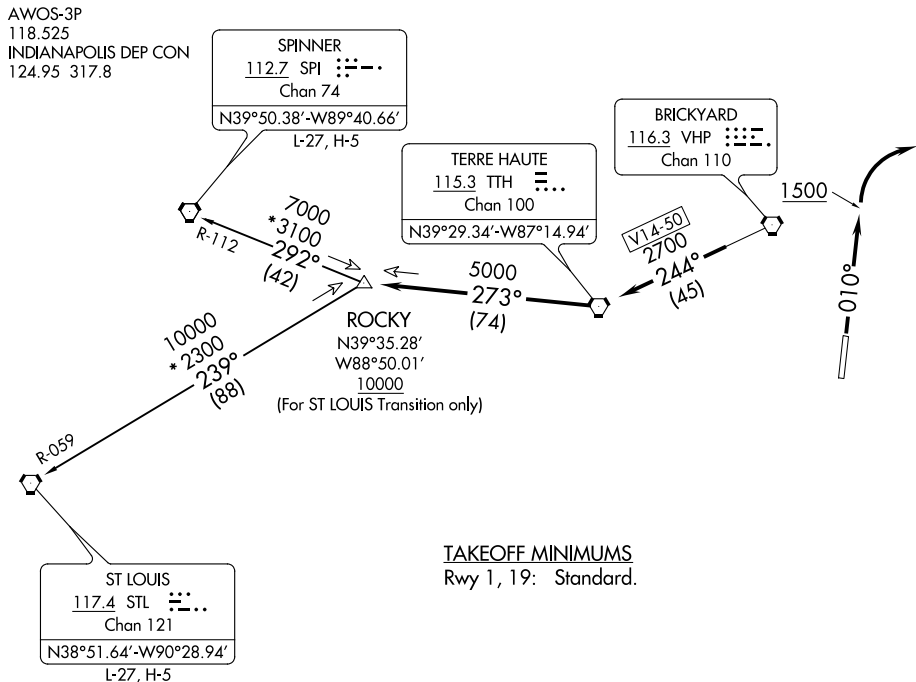 AWOS-3P
118.525
INDIANAPOLIS DEP CON
124.95 317.8
SPINNER
112.7 SPI
Chan 74
N39°50.38'-W89°40.66'
L-27, H-5
TERRE HAUTE
115.3 TTH
Chan 100
N39°29.34'-W87°14.94'
BRICKYARD
116.3 VHP
Chan 110
1500
010°
V14-50
2700
244°
(45)
5000
273°
(74)
7000
*3100
292°
(42)
R-112
ROCKY
N39°35.28'
W88°50.01'
10000
(For ST LOUIS Transition only)
10000
*2300
239°
(88)
R-059
ST LOUIS
117.4 STL
Chan 121
N38°51.64'-W90°28.94'
L-27, H-5
TAKEOFF MINIMUMS
Rwy 1, 19: Standard.